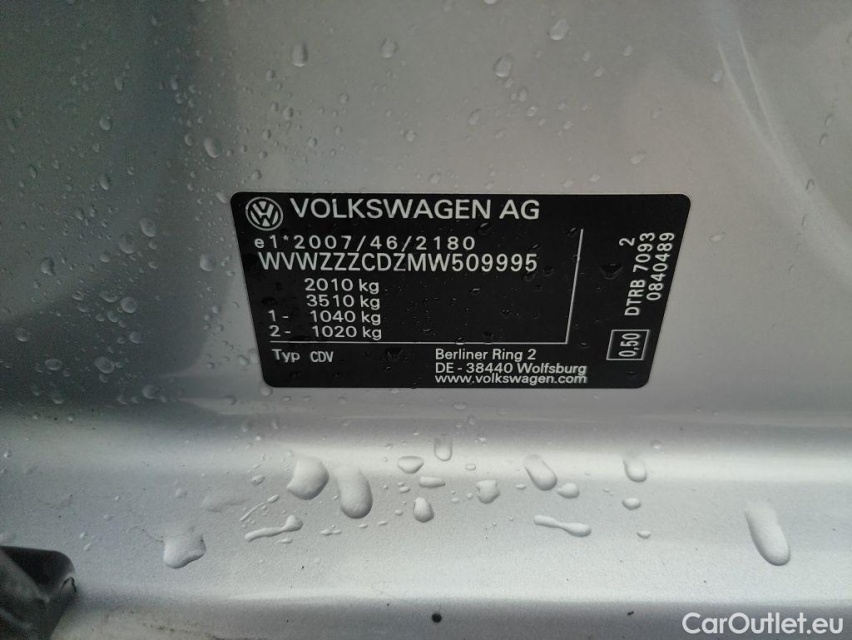 VOLKSWAGEN AG
e1*2007/46/2180
WVWZZZCDZMW509995
- 2010 kg
3510 kg
1- 1040 kg
2- 1020 kg
Typ CDV
Berliner Ring 2
DE - 38440 Wolfsburg
www.volkswagen.com
2
DTRB 7093
0840489
0,50
CarOutlet.eu